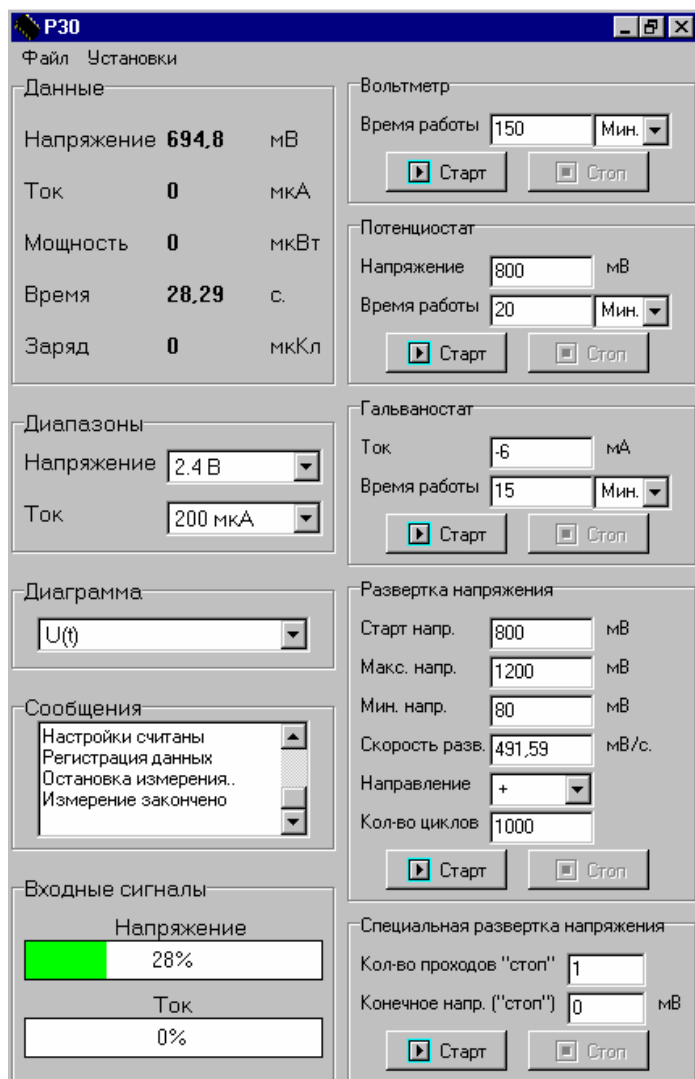 P30
Файл Установки
Данные
Напряжение 694,8 мВ
Ток 0 мкА
Мощность 0 мкВт
Время 28,29 с.
Заряд 0 мкКл
Диапазоны
Напряжение 2.4 В
Ток 200 мкА
Диаграмма
U(t)
Сообщения
Настройки считаны
Регистрация данных
Остановка измерения..
Измерение закончено
Входные сигналы
Напряжение
28%
Ток
0%
Вольтметр
Время работы 150 Мин.
Старт Стоп
Потенциостат
Напряжение 800 мВ
Время работы 20 Мин.
Старт Стоп
Гальваностат
Ток -6 мА
Время работы 15 Мин.
Старт Стоп
Развертка напряжения
Старт напр. 800 мВ
Макс. напр. 1200 мВ
Мин. напр. 80 мВ
Скорость разв. 491,59 мВ/с.
Направление +
Кол-во циклов 1000
Старт Стоп
Специальная развертка напряжения
Кол-во проходов "стоп" 1
Конечное напр. ("стоп") 0 мВ
Старт Стоп